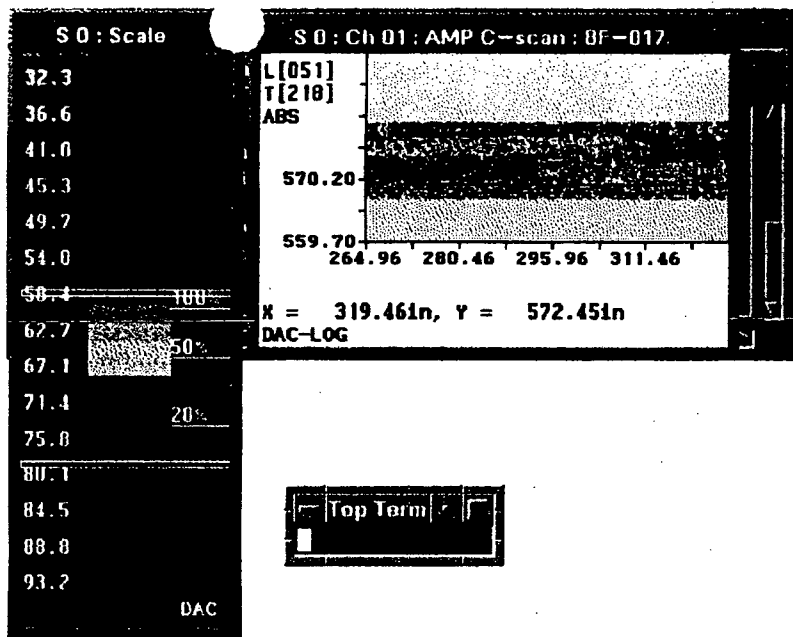 S 0 : Scale
32.3
36.6
41.0
45.3
49.7
54.0
58.4
62.7
67.1
71.4
75.8
80.1
84.5
88.8
93.2
100%
50%
20%
DAC
S 0 : Ch 01 : AMP C-scan : 8F-017
L[051]
T[218]
ABS
570.20
559.70
264.96 280.46 295.96 311.46
X = 319.46in, Y = 572.45in
DAC-LOG
Top Term